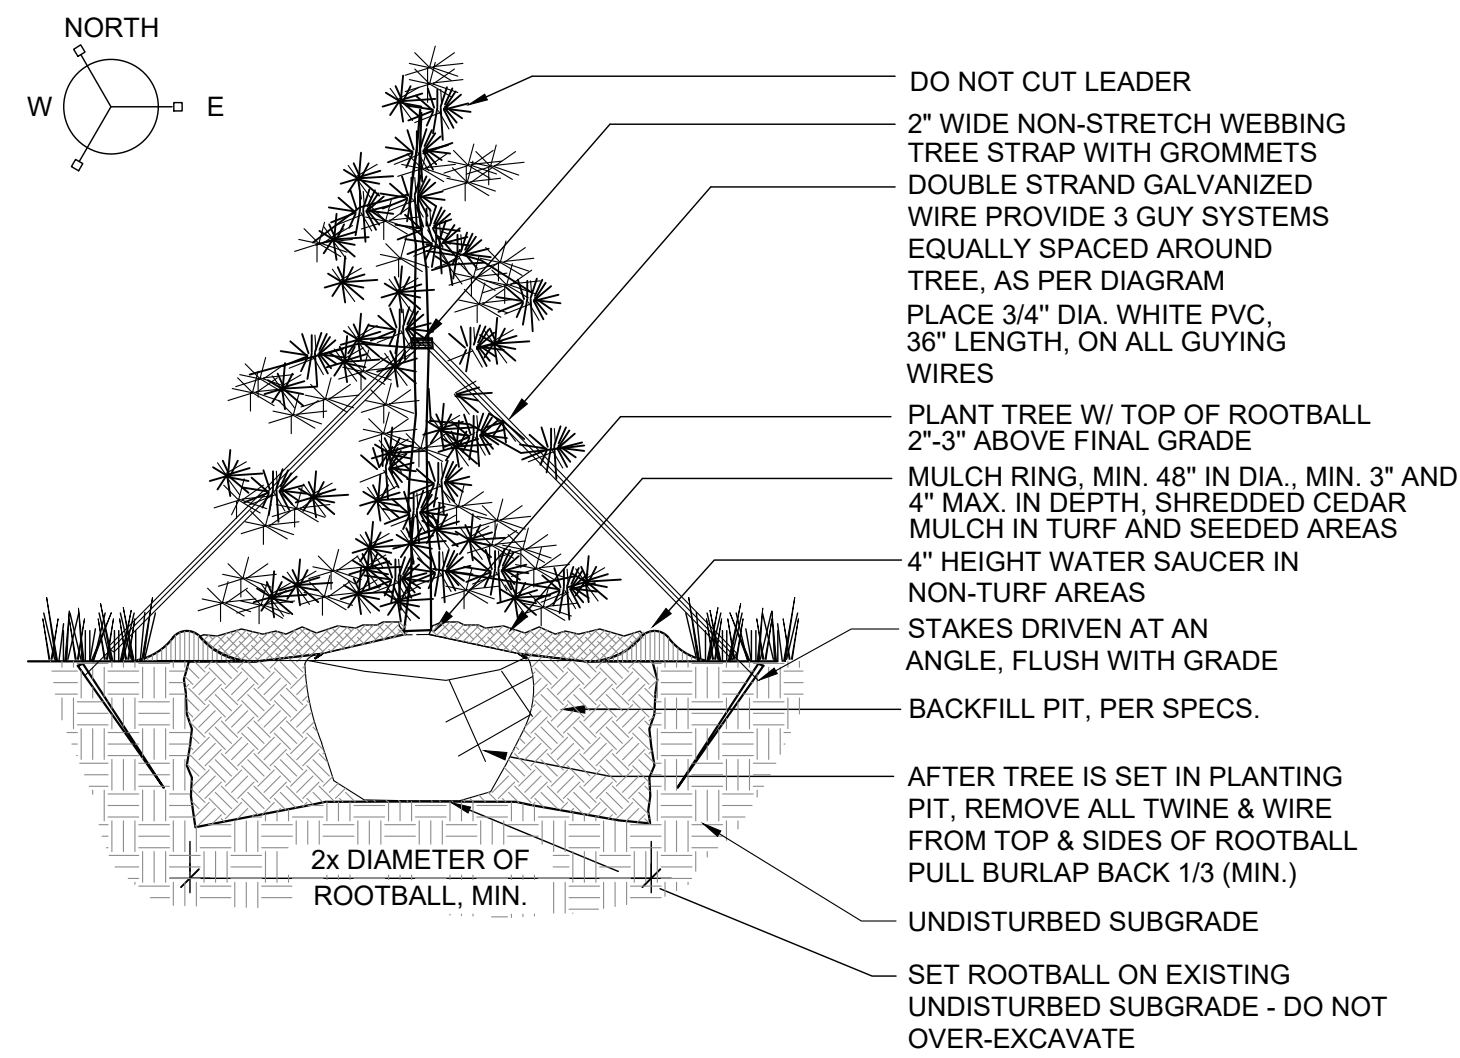 NORTH
W
E
DO NOT CUT LEADER
2" WIDE NON-STRETCH WEBBING
TREE STRAP WITH GROMMETS
DOUBLE STRAND GALVANIZED
WIRE PROVIDE 3 GUY SYSTEMS
EQUALLY SPACED AROUND
TREE, AS PER DIAGRAM
PLACE 3/4" DIA. WHITE PVC,
36" LENGTH, ON ALL GUYING
WIRES
PLANT TREE W/ TOP OF ROOTBALL
2"-3" ABOVE FINAL GRADE
MULCH RING, MIN. 48" IN DIA., MIN. 3" AND
4" MAX. IN DEPTH, SHREDDED CEDAR
MULCH IN TURF AND SEEDED AREAS
4" HEIGHT WATER SAUCER IN
NON-TURF AREAS
STAKES DRIVEN AT AN
ANGLE, FLUSH WITH GRADE
BACKFILL PIT, PER SPECS.
AFTER TREE IS SET IN PLANTING
PIT, REMOVE ALL TWINE & WIRE
FROM TOP & SIDES OF ROOTBALL
PULL BURLAP BACK 1/3 (MIN.)
2x DIAMETER OF
ROOTBALL, MIN.
UNDISTURBED SUBGRADE
SET ROOTBALL ON EXISTING
UNDISTURBED SUBGRADE - DO NOT
OVER-EXCAVATE